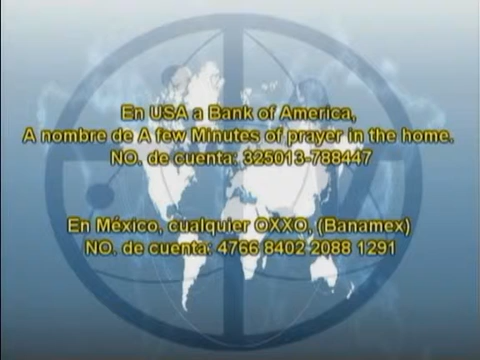 En USA a Bank of America,
A nombre de A few Minutes of prayer in the home.
NO. de cuenta: 325013-788447
En México, cualquier OXXO, (Banamex)
NO. de cuenta: 4766 8402 2088 1291